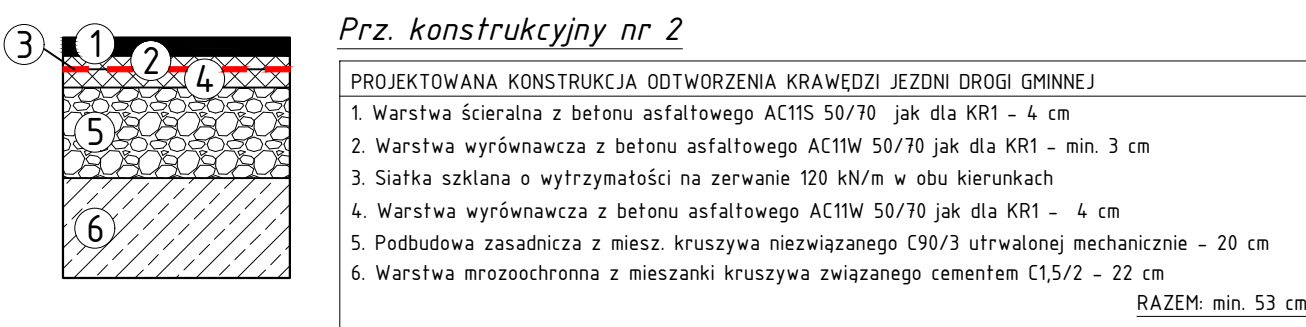 Prz. konstrukcyjny nr 2
3
1
2
4
5
6
PROJEKTOWANA KONSTRUKCJA ODTWORZENIA KRAWĘDZI JEZDNI DROGI GMINNEJ
1. Warstwa ścieralna z betonu asfaltowego AC11S 50/70 jak dla KR1 - 4 cm
2. Warstwa wyrównawcza z betonu asfaltowego AC11W 50/70 jak dla KR1 - min. 3 cm
3. Siatka szklana o wytrzymałości na zerwanie 120 kN/m w obu kierunkach
4. Warstwa wyrównawcza z betonu asfaltowego AC11W 50/70 jak dla KR1 - 4 cm
5. Podbudowa zasadnicza z miesz. kruszywa niezwiązanego C90/3 utrwalonej mechanicznie - 20 cm
6. Warstwa mrozoochronna z mieszanki kruszywa związanego cementem C1,5/2 - 22 cm
RAZEM: min. 53 cm